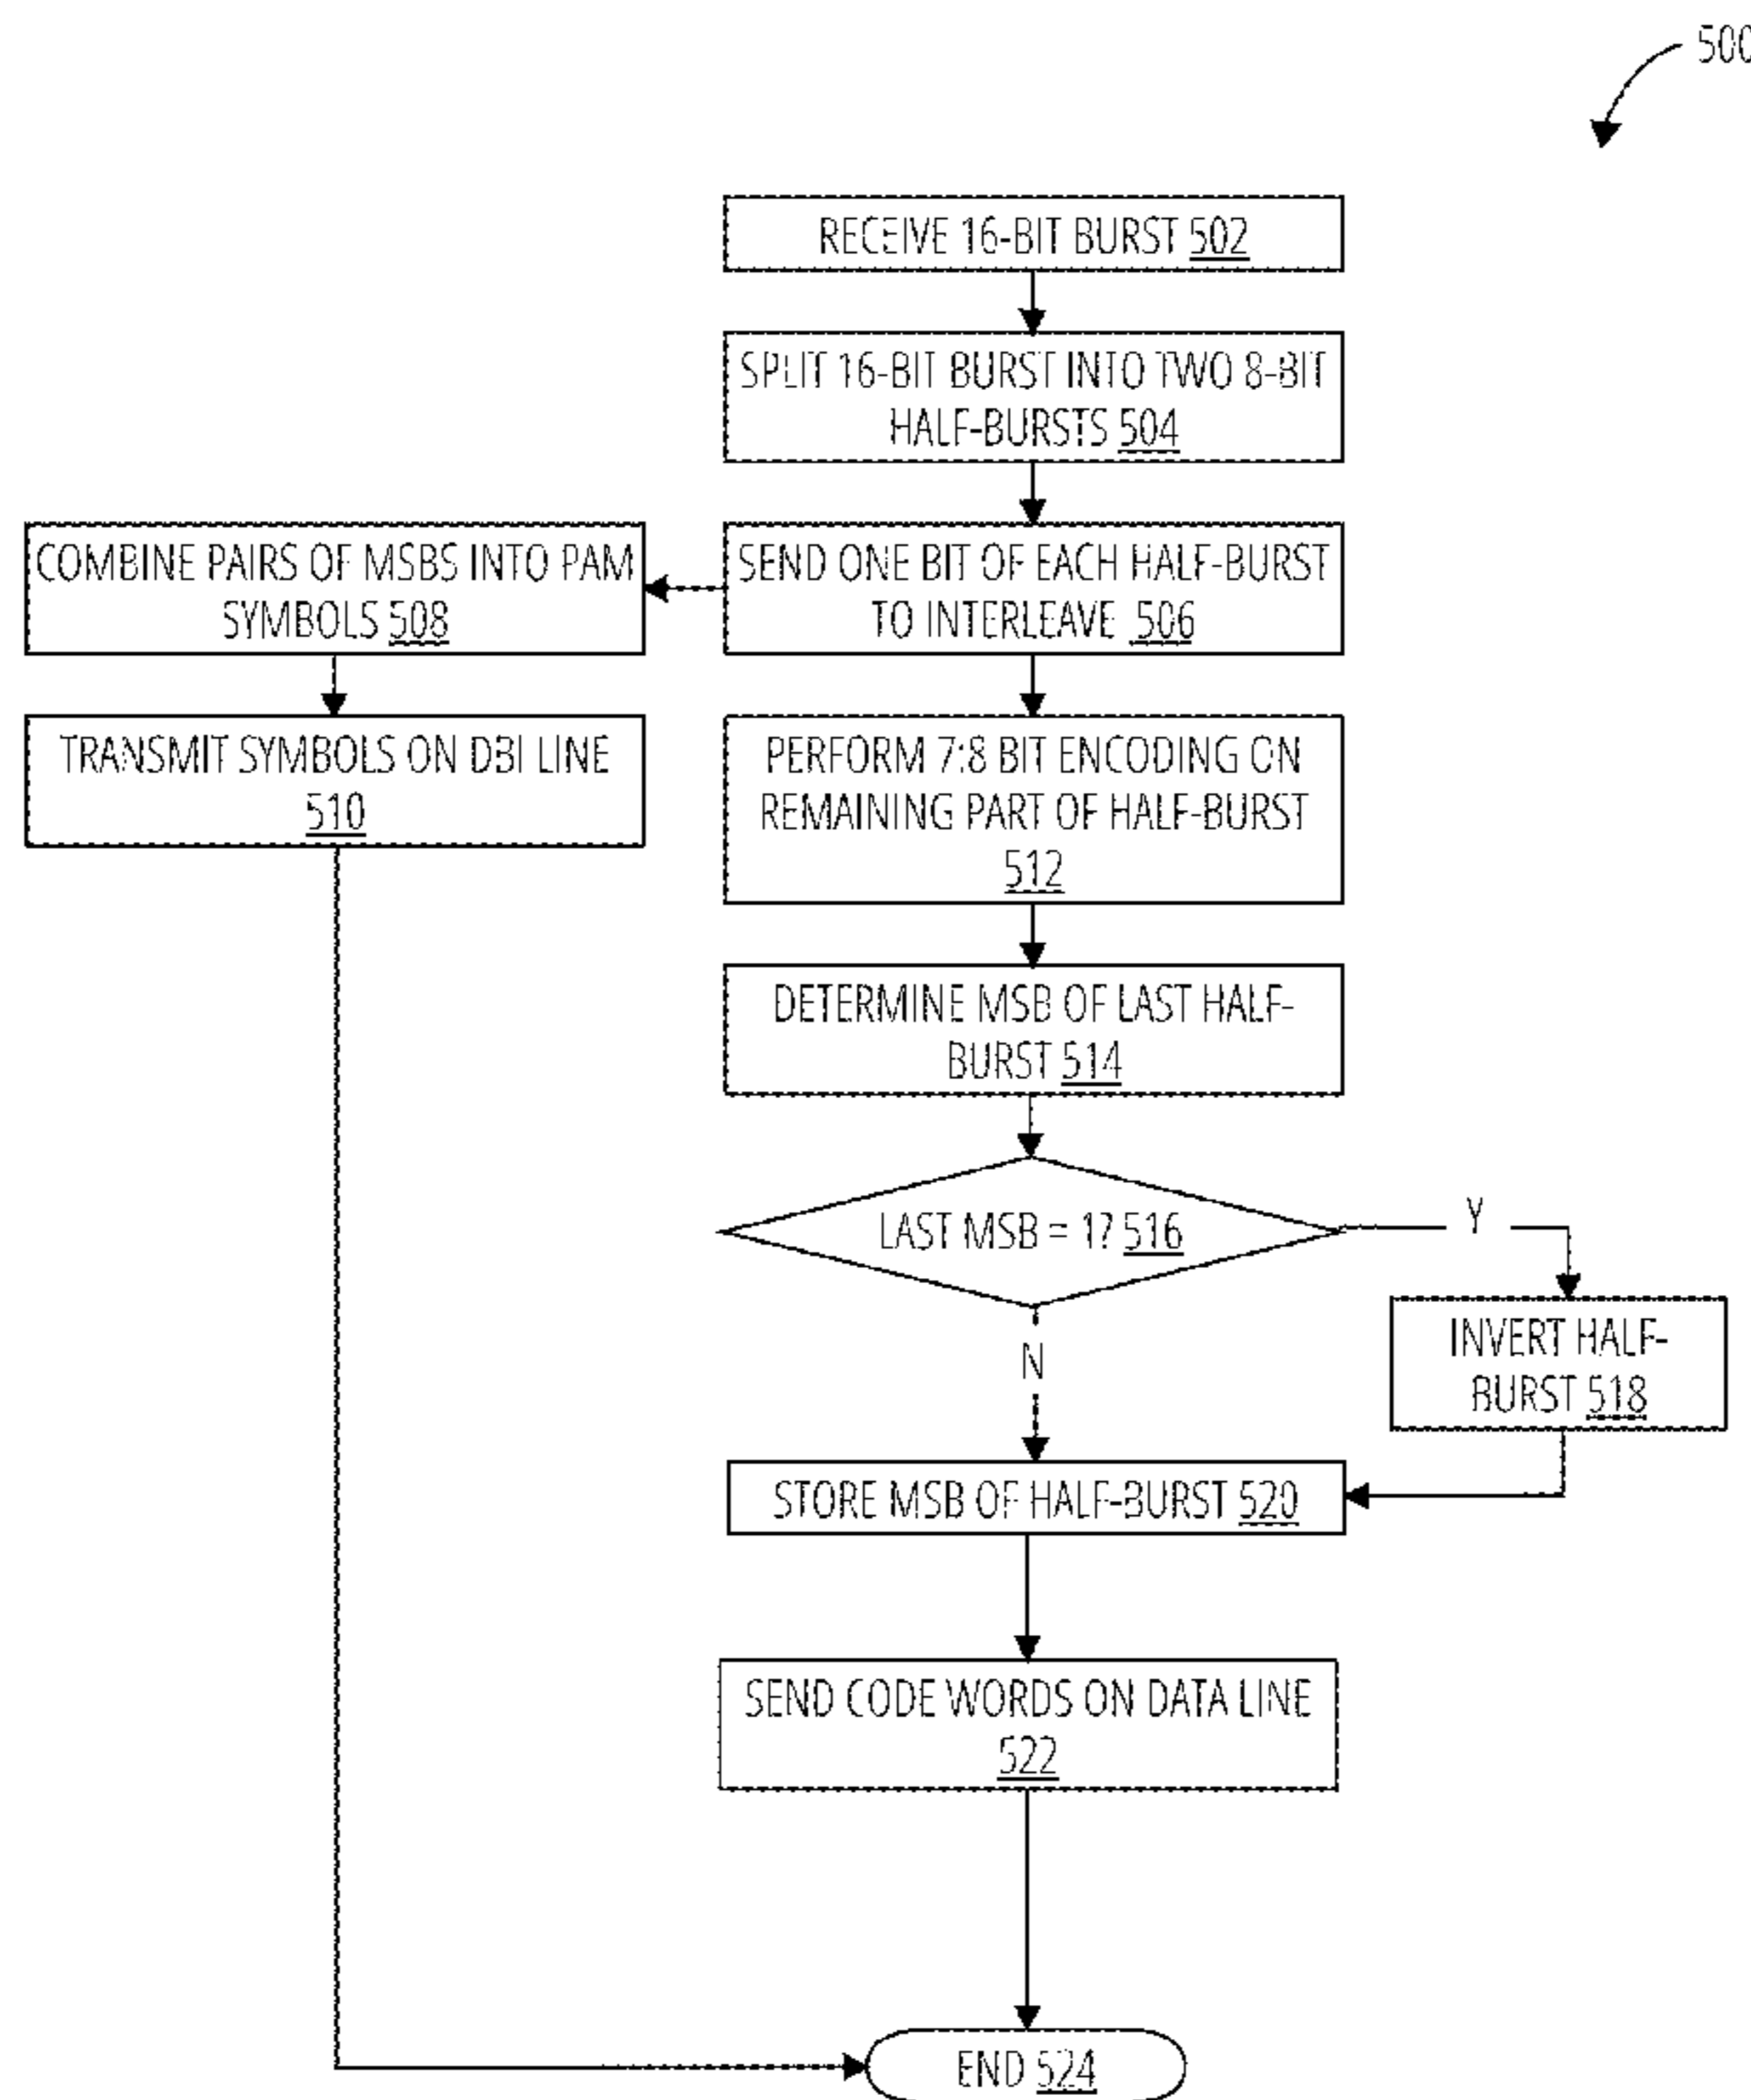 500
RECEIVE 16-BIT BURST 502
SPLIT 16-BIT BURST INTO TWO 8-BIT
HALF-BURSTS 504
SEND ONE BIT OF EACH HALF-BURST
TO INTERLEAVE 506
COMBINE PAIRS OF MSBS INTO PAM
SYMBOLS 508
TRANSMIT SYMBOLS ON DBI LINE
510
PERFORM 7:8 BIT ENCODING ON
REMAINING PART OF HALF-BURST
512
DETERMINE MSB OF LAST HALF-
BURST 514
LAST MSB = 1? 516
Y
N
INVERT HALF-
BURST 518
STORE MSB OF HALF-BURST 520
SEND CODE WORDS ON DATA LINE
522
END 524